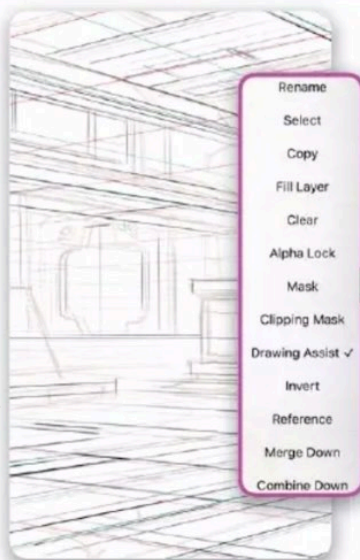 Rename
Select
Copy
Fill Layer
Clear
Alpha Lock
Mask
Clipping Mask
Drawing Assist ✓
Invert
Reference
Merge Down
Combine Down